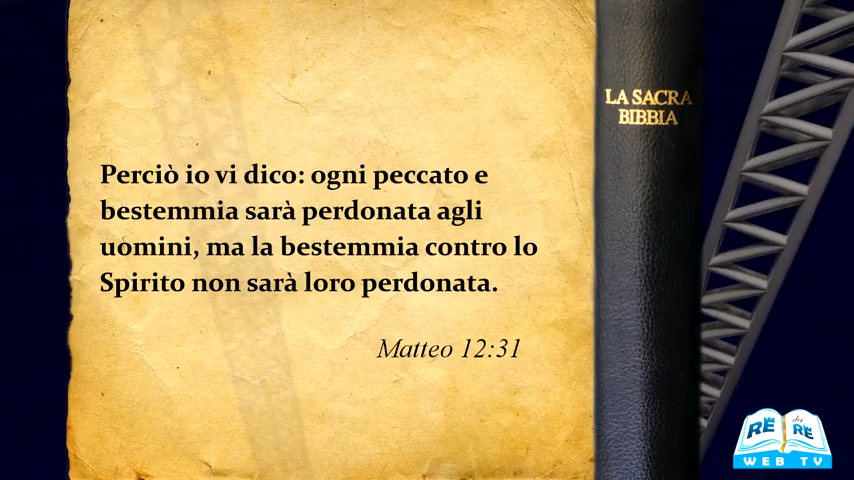 LA SACRA
BIBBIA
Perciò io vi dico: ogni peccato e
bestemmia sarà perdonata agli
uomini, ma la bestemmia contro lo
Spirito non sarà loro perdonata.
Matteo 12:31
RE dei RE
WEB TV